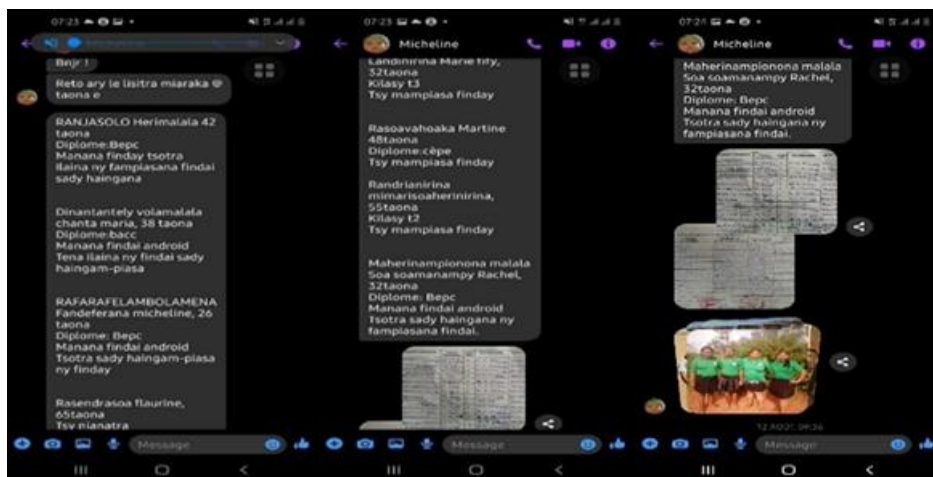 07:23
Bnjr !
Reto ary le lisitra miaraka @
taona e
RANJASOLO Herimalala 42
taona
Diplome:Bepc
Manana finday tsotra
Ilaina ny fampiasana findai
sady haingana
Dinantantely volamalala
chanta maria, 38 taona
Diplome:bacc
Manana findai android
Tena ilaina ny findai sady
haingam-piasa
RAFARAFELAMBOLAMENA
Fandeferana micheline, 26
taona
Diplome: Bepc
Manana findai android
Tsotra sady haingam-piasa
ny finday
Rasendrasoa flaurine,
65taona
Tsy nianatra
Message
07:23
Micheline
Landinirina Marie fify,
32taona
Kilasy t3
Tsy mampiasa finday
Rasoavahoaka Martine
48taona
Diplome:cèpe
Tsy mampiasa finday
Randrianirina
mimarisoaherinirina,
55taona
Kilasy t2
Tsy mampiasa finday
Maherinampionona malala
Soa soamanampy Rachel,
32taona
Diplome: Bepc
Manana findai android
Tsotra sady haingana ny
fampiasana findai.
Message
07:24
Micheline
Maherinampionona malala
Soa soamanampy Rachel,
32taona
Diplome: Bepc
Manana findai android
Tsotra sady haingana ny
fampiasana findai.
Message